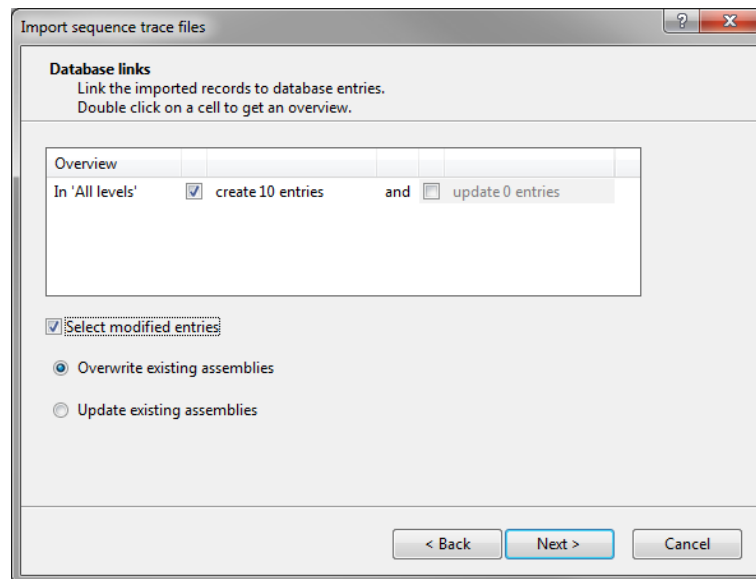 Import sequence trace files
?
Database links
Link the imported records to database entries.
Double click on a cell to get an overview.
Overview
In 'All levels' create 10 entries and update 0 entries
Select modified entries
Overwrite existing assemblies
Update existing assemblies
< Back Next > Cancel